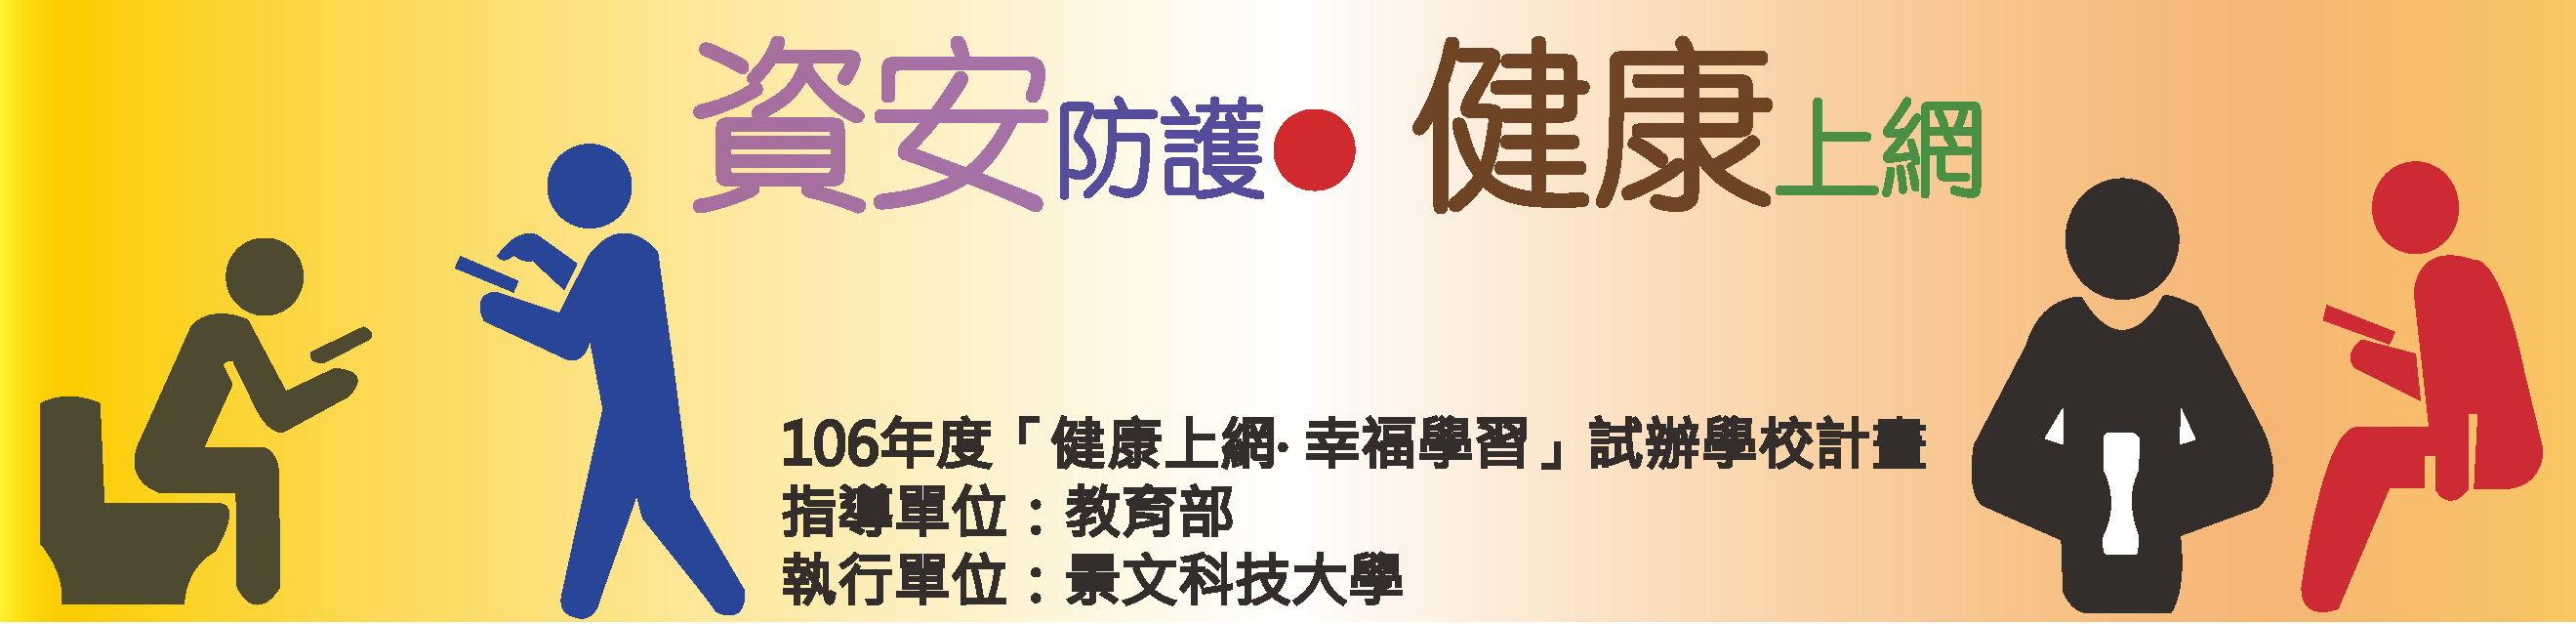 資安防護● 健康上網
106年度「健康上網·幸福學習」試辦學校計畫
指導單位：教育部
執行單位：景文科技大學